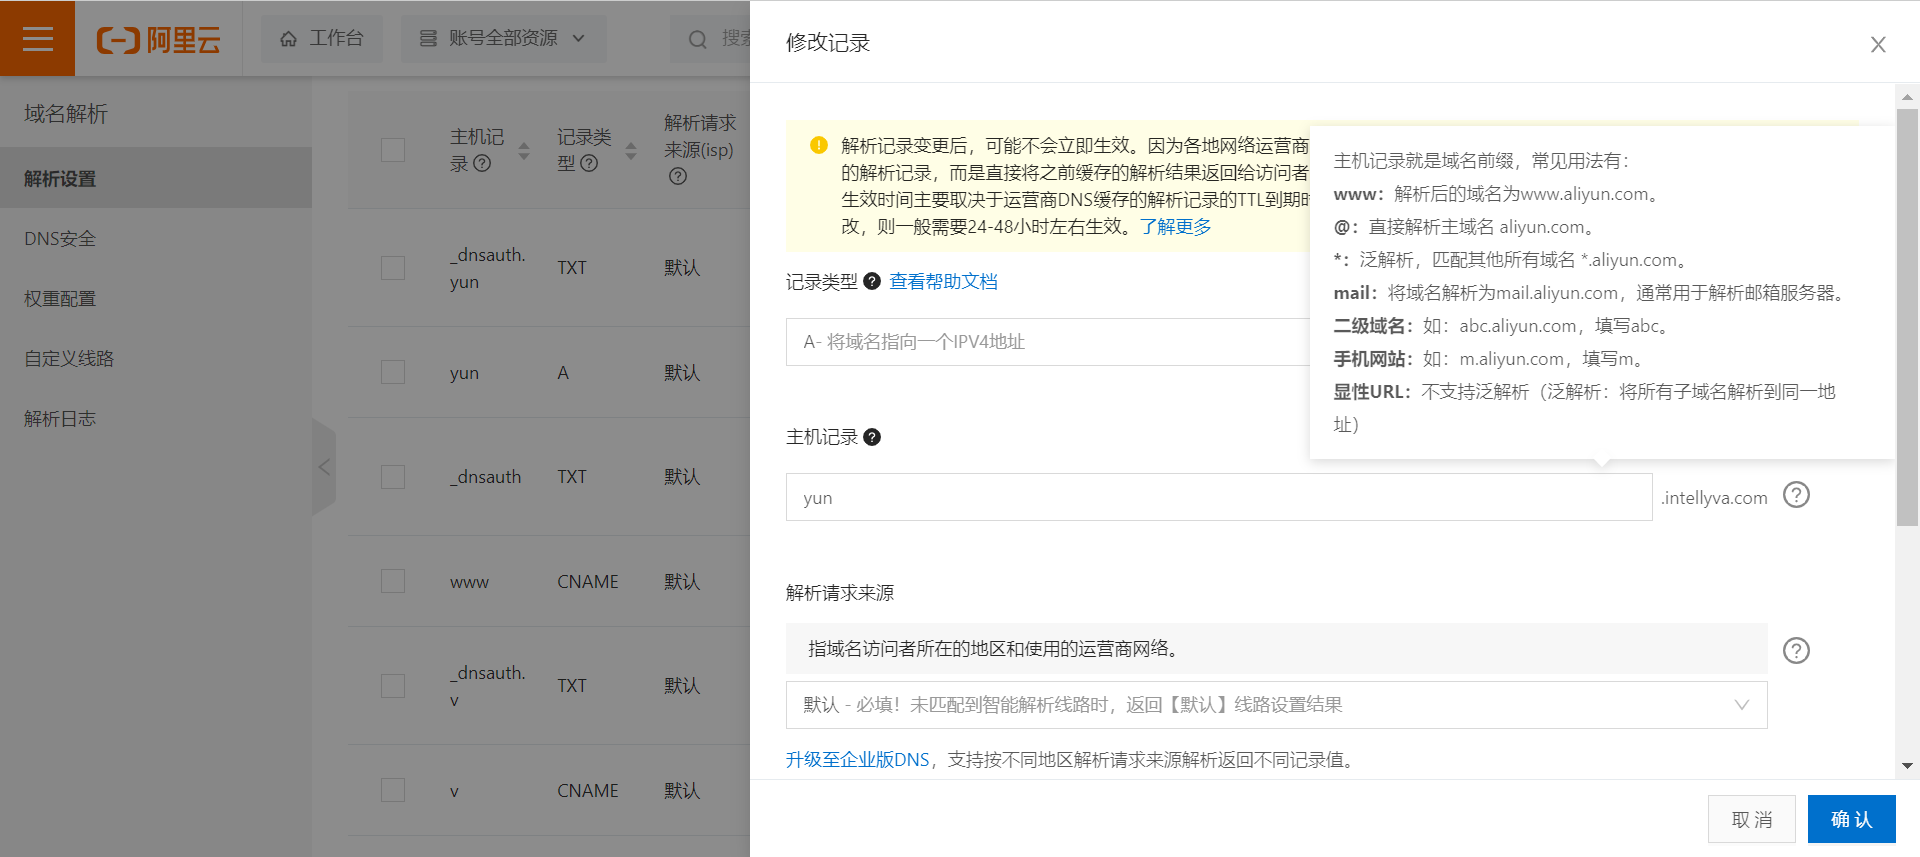 阿里云
工作台
账号全部资源
搜索
域名解析
解析设置
DNS安全
权重配置
自定义线路
解析日志
主机记
录
记录类
型
解析请求
来源(isp)
_dnsauth.
yun
TXT
默认
yun
A
默认
_dnsauth
TXT
默认
www
CNAME
默认
_dnsauth.
v
TXT
默认
v
CNAME
默认
修改记录
解析记录变更后，可能不会立即生效。因为各地网络运营商
的解析记录，而是直接将之前缓存的解析结果返回给访问者
生效时间主要取决于运营商DNS缓存的解析记录的TTL到期时
改，则一般需要24-48小时左右生效。了解更多
记录类型 查看帮助文档
A- 将域名指向一个IPV4地址
主机记录就是域名前缀，常见用法有：
www：解析后的域名为www.aliyun.com。
@：直接解析主域名 aliyun.com。
*：泛解析，匹配其他所有域名 *.aliyun.com。
mail：将域名解析为mail.aliyun.com，通常用于解析邮箱服务器。
二级域名：如：abc.aliyun.com，填写abc。
手机网站：如：m.aliyun.com，填写m。
显性URL：不支持泛解析（泛解析：将所有子域名解析到同一地
址）
主机记录
yun
.intellyva.com
解析请求来源
指域名访问者所在的地区和使用的运营商网络。
默认 - 必填！未匹配到智能解析线路时，返回【默认】线路设置结果
升级至企业版DNS，支持按不同地区解析请求来源解析返回不同记录值。
取消
确认